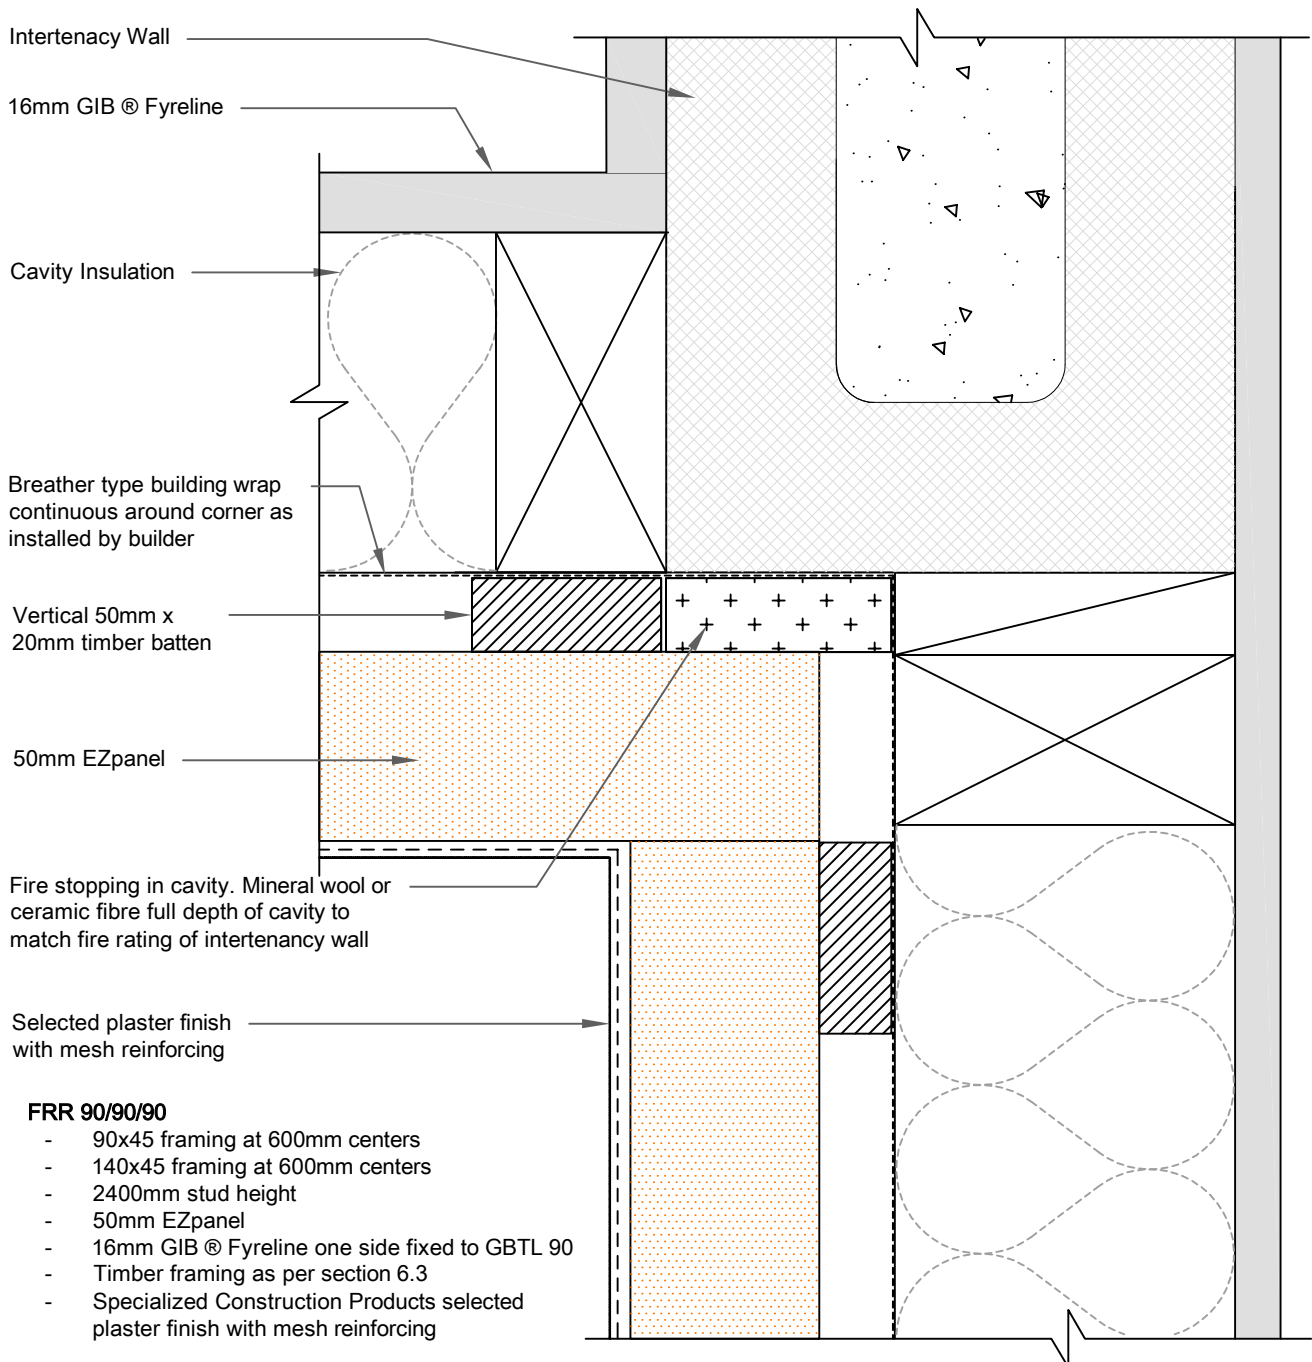 Intertenacy Wall
16mm GIB ® Fyreline
Cavity Insulation
Breather type building wrap
continuous around corner as
installed by builder
Vertical 50mm x
20mm timber batten
50mm EZpanel
Fire stopping in cavity. Mineral wool or
ceramic fibre full depth of cavity to
match fire rating of intertenancy wall
Selected plaster finish
with mesh reinforcing
FRR 90/90/90
- 90x45 framing at 600mm centers
- 140x45 framing at 600mm centers
- 2400mm stud height
- 50mm EZpanel
- 16mm GIB ® Fyreline one side fixed to GBTL 90
- Timber framing as per section 6.3
- Specialized Construction Products selected
plaster finish with mesh reinforcing